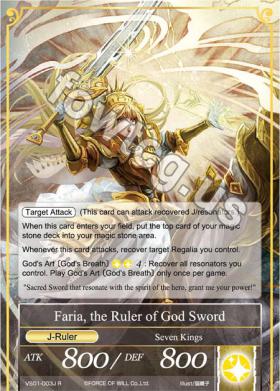 fowtcg.us
Target Attack (This card can attack recovered J/resonators.)
When this card enters your field, put the top card of your magic
stone deck into your magic stone area.
Whenever this card attacks, recover target Regalia you control.
God's Art [God's Breath] 4 : Recover all resonators you
control. Play God's Art [God's Breath] only once per game.
"Sacred Sword that resonate with the spirit of the hero, grant me your power!"
Faria, the Ruler of God Sword
J-Ruler Seven Kings
ATK 800 / DEF 800
VS01-003J R ©FORCE OF WILL Co.,Ltd. Illust/